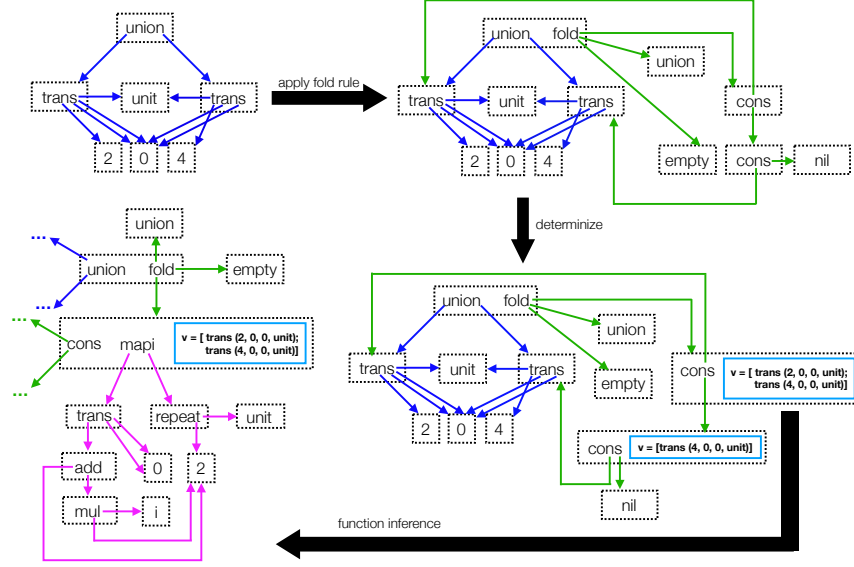 union
trans
unit
trans
2
0
4
apply fold rule
union fold
union
trans
unit
trans
cons
2
0
4
empty
cons
nil
determinize
union fold
union
trans
unit
trans
empty
cons
v = [ trans (2, 0, 0, unit);
trans (4, 0, 0, unit)]
2
0
4
cons
v = [trans (4, 0, 0, unit)]
nil
function inference
union
...
union fold
empty
...
...
cons mapi
v = [ trans (2, 0, 0, unit);
trans (4, 0, 0, unit)]
...
trans
repeat
unit
add
0
2
mul
i